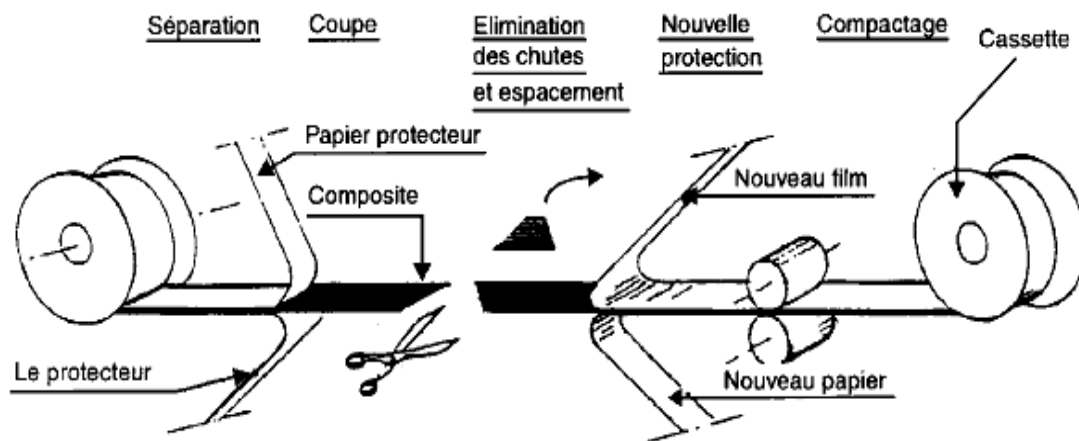 Séparation
Coupe
Elimination
des chutes
et espacement
Nouvelle
protection
Compactage
Cassette
Papier protecteur
Nouveau film
Composite
Le protecteur
Nouveau papier